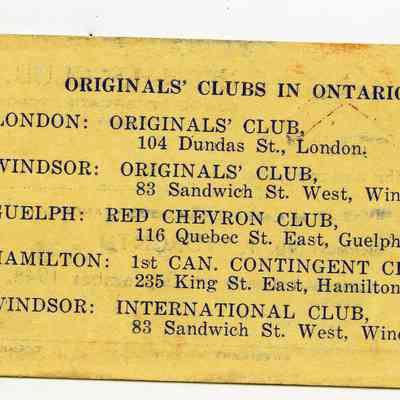 ORIGINALS' CLUBS IN ONTARIO
LONDON: ORIGINALS' CLUB,
104 Dundas St., London.
WINDSOR: ORIGINALS' CLUB,
83 Sandwich St. West, Win
GUELPH: RED CHEVRON CLUB,
116 Quebec St. East, Guelph
HAMILTON: 1st CAN. CONTINGENT CL
235 King St. East, Hamilton
WINDSOR: INTERNATIONAL CLUB,
83 Sandwich St. West, Wind